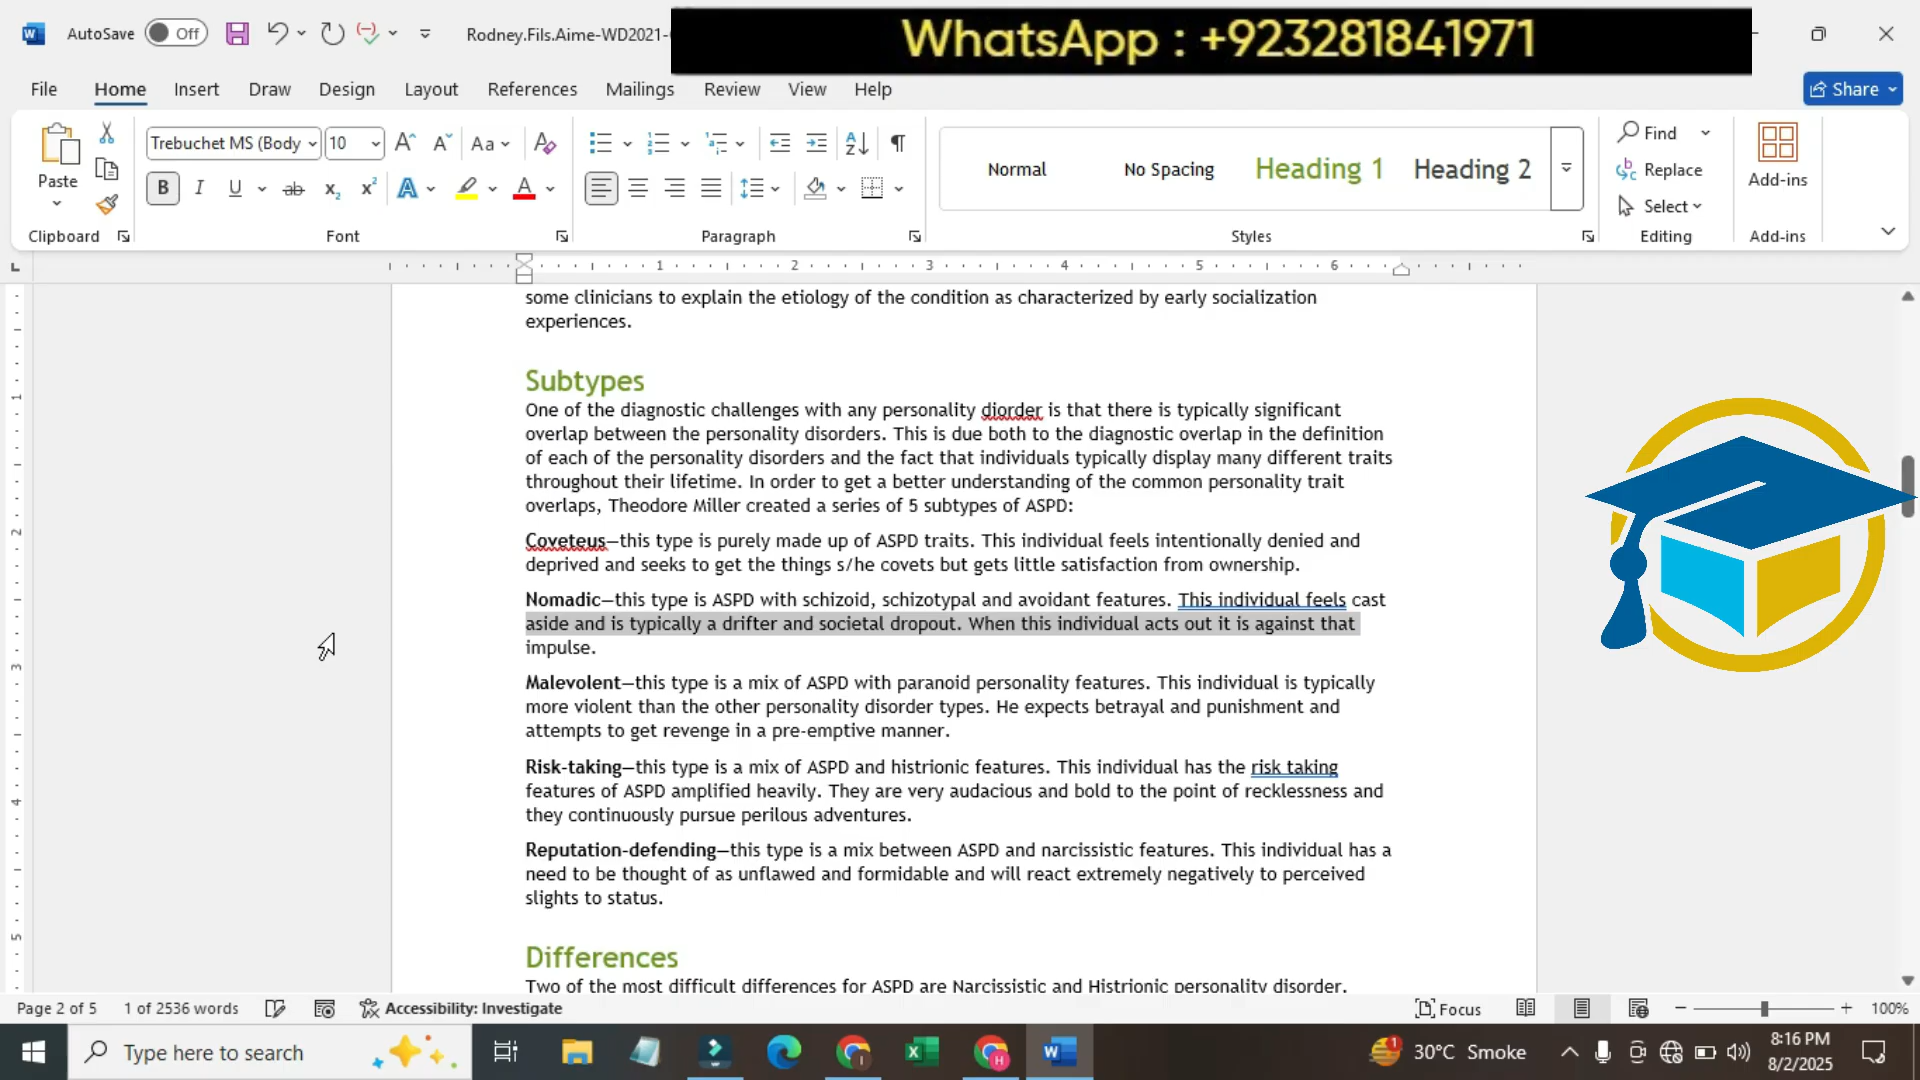 AutoSave Off Rodney.Fils.Aime-WD2021-
WhatsApp : +923281841971
File Home Insert Draw Design Layout References Mailings Review View Help Share
Paste
Clipboard
Trebuchet MS (Body 10
Font
Paragraph
Normal No Spacing Heading 1 Heading 2
Styles
Find
Replace
Select
Editing
Add-ins
Add-ins
1 2 3 4 5 6
some clinicians to explain the etiology of the condition as characterized by early socialization
experiences.
Subtypes
One of the diagnostic challenges with any personality diorder is that there is typically significant
overlap between the personality disorders. This is due both to the diagnostic overlap in the definition
of each of the personality disorders and the fact that individuals typically display many different traits
throughout their lifetime. In order to get a better understanding of the common personality trait
overlaps, Theodore Miller created a series of 5 subtypes of ASPD:
Coveteus—this type is purely made up of ASPD traits. This individual feels intentionally denied and
deprived and seeks to get the things s/he covets but gets little satisfaction from ownership.
Nomadic—this type is ASPD with schizoid, schizotypal and avoidant features. This individual feels cast
aside and is typically a drifter and societal dropout. When this individual acts out it is against that
impulse.
Malevolent—this type is a mix of ASPD with paranoid personality features. This individual is typically
more violent than the other personality disorder types. He expects betrayal and punishment and
attempts to get revenge in a pre-emptive manner.
Risk-taking—this type is a mix of ASPD and histrionic features. This individual has the risk taking
features of ASPD amplified heavily. They are very audacious and bold to the point of recklessness and
they continuously pursue perilous adventures.
Reputation-defending—this type is a mix between ASPD and narcissistic features. This individual has a
need to be thought of as unflawed and formidable and will react extremely negatively to perceived
slights to status.
Differences
Two of the most difficult differences for ASPD are Narcissistic and Histrionic personality disorder.
Page 2 of 5 1 of 2536 words Accessibility: Investigate Focus 100%
Type here to search 30°C Smoke 8:16 PM
8/2/2025